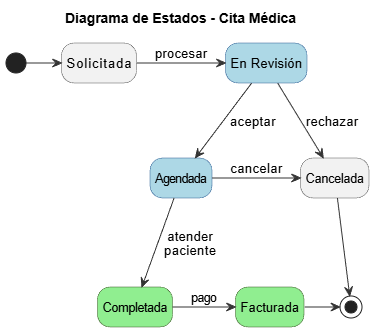 Diagrama de Estados - Cita Médica
Solicitada
procesar
En Revisión
aceptar
rechazar
Agendada
cancelar
Cancelada
atender
paciente
Completada
pago
Facturada